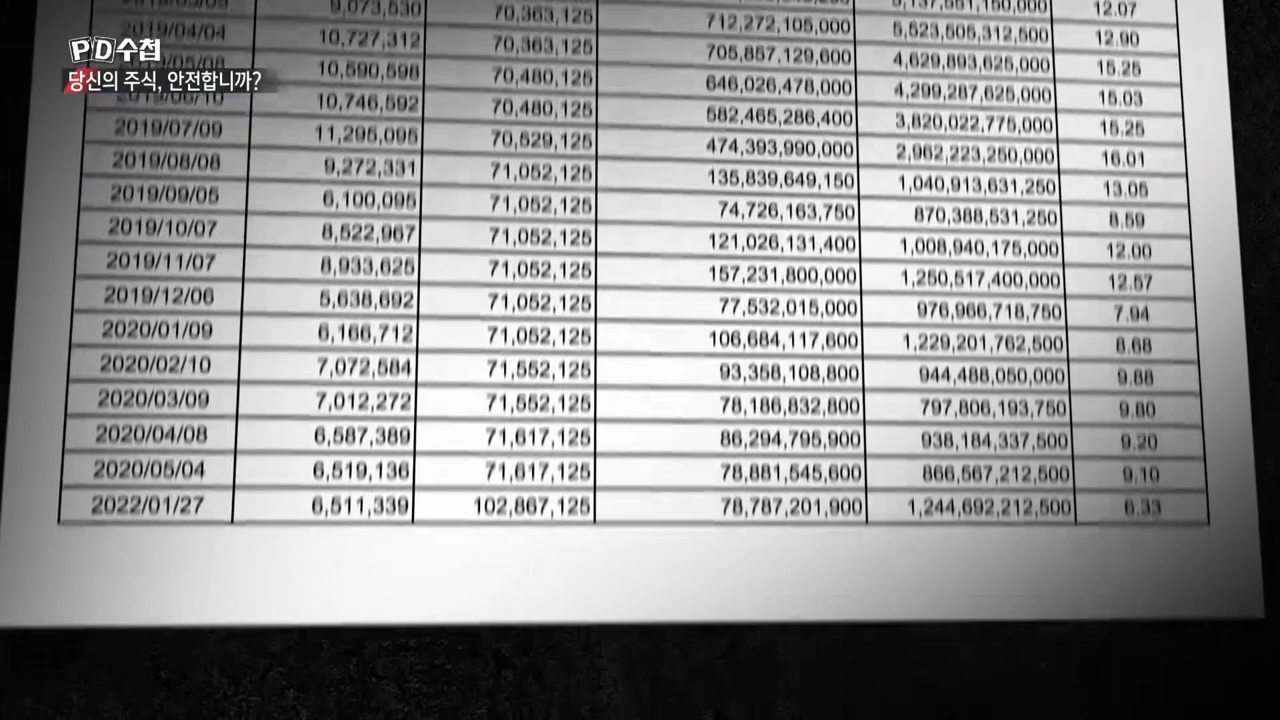 PD수첩
당신의 주식, 안전합니까?
12.07
9,073,530 70,363,125 712,272,105,000 5,523,505,312,500 12.90
2019/04/04 10,727,312 70,363,125 705,857,129,600 4,629,893,625,000 15.25
10,590,598 70,480,125 646,026,478,000 4,299,287,625,000 15.03
10,746,592 70,480,125 582,465,286,400 3,820,022,775,000 15.25
2019/07/09 11,295,095 70,529,125 474,393,990,000 2,962,223,250,000 16.01
2019/08/08 9,272,331 71,052,125 135,839,649,150 1,040,913,631,250 13.05
2019/09/05 6,100,095 71,052,125 74,726,163,750 870,388,531,250 8.59
2019/10/07 8,522,967 71,052,125 121,026,131,400 1,008,940,175,000 12.00
2019/11/07 8,933,625 71,052,125 157,231,800,000 1,250,517,400,000 12.57
2019/12/06 5,638,692 71,052,125 77,532,015,000 976,966,718,750 7.94
2020/01/09 6,166,712 71,052,125 106,684,117,600 1,229,201,762,500 8.68
2020/02/10 7,072,584 71,552,125 93,358,108,800 944,488,050,000 9.88
2020/03/09 7,012,272 71,552,125 78,186,832,800 797,806,193,750 9.80
2020/04/08 6,587,389 71,617,125 86,294,795,900 938,184,337,500 9.20
2020/05/04 6,519,136 71,617,125 78,881,545,600 866,567,212,500 9.10
2022/01/27 6,511,339 102,867,125 78,787,201,900 1,244,692,212,500 6.33